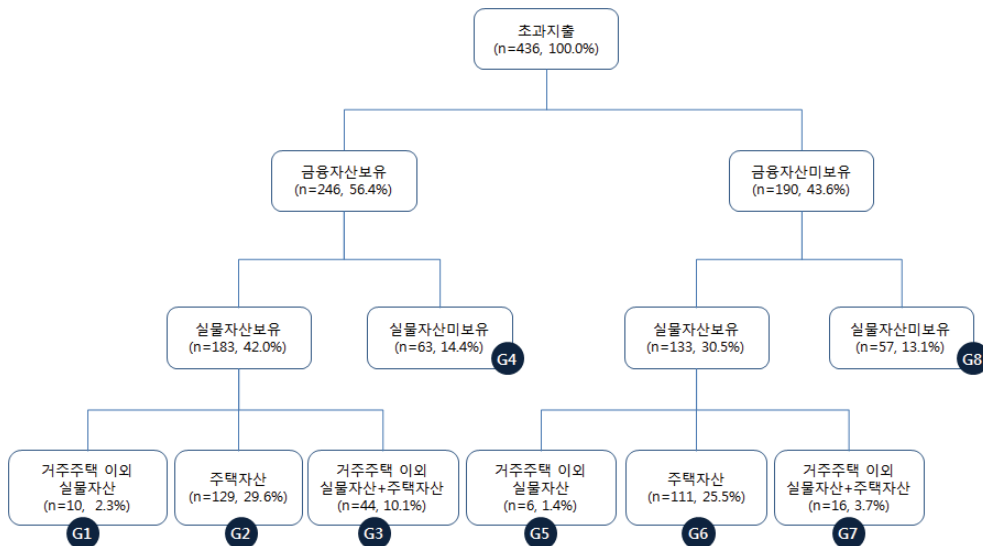 초과지출
(n=436, 100.0%)
금융자산보유
(n=246, 56.4%)
금융자산미보유
(n=190, 43.6%)
실물자산보유
(n=183, 42.0%)
실물자산미보유
(n=63, 14.4%)
G4
실물자산보유
(n=133, 30.5%)
실물자산미보유
(n=57, 13.1%)
G8
거주주택 이외
실물자산
(n=10, 2.3%)
G1
주택자산
(n=129, 29.6%)
G2
거주주택 이외
실물자산+주택자산
(n=44, 10.1%)
G3
거주주택 이외
실물자산
(n=6, 1.4%)
G5
주택자산
(n=111, 25.5%)
G6
거주주택 이외
실물자산+주택자산
(n=16, 3.7%)
G7